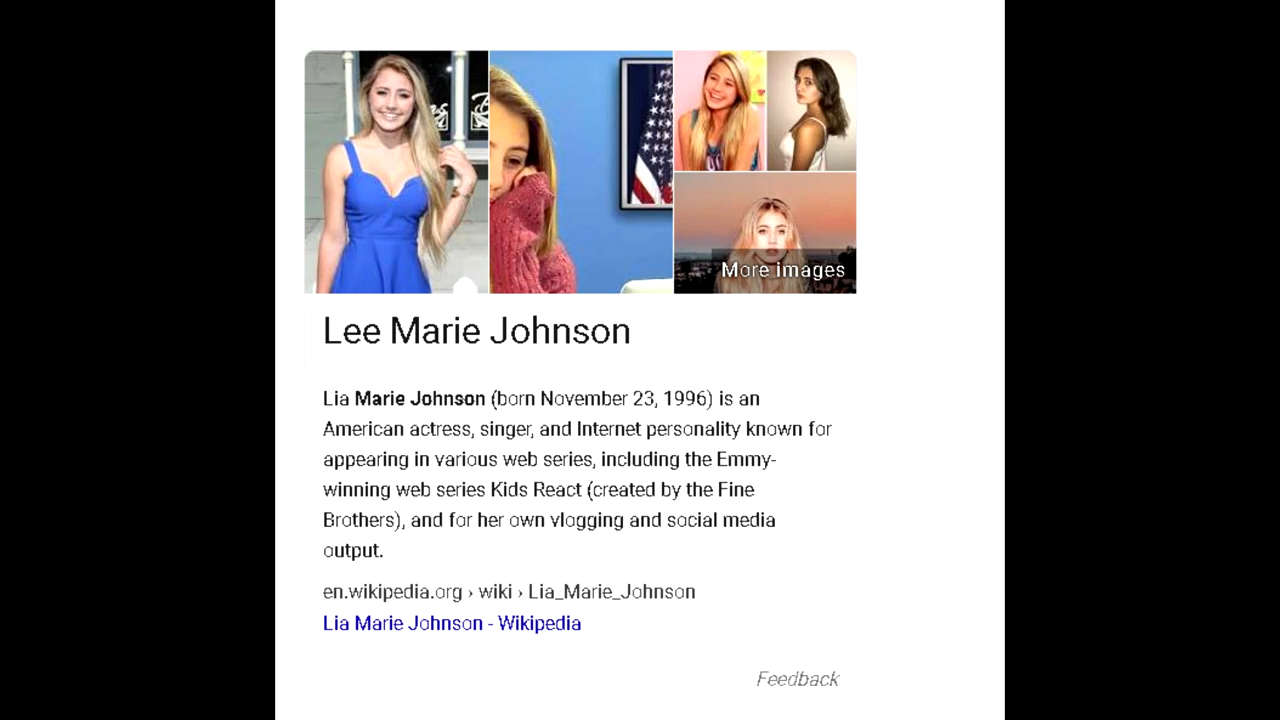 More images
Lee Marie Johnson
Lia Marie Johnson (born November 23, 1996) is an
American actress, singer, and Internet personality known for
appearing in various web series, including the Emmy-
winning web series Kids React (created by the Fine
Brothers), and for her own vlogging and social media
output.
en.wikipedia.org › wiki › Lia_Marie_Johnson
Lia Marie Johnson - Wikipedia
Feedback